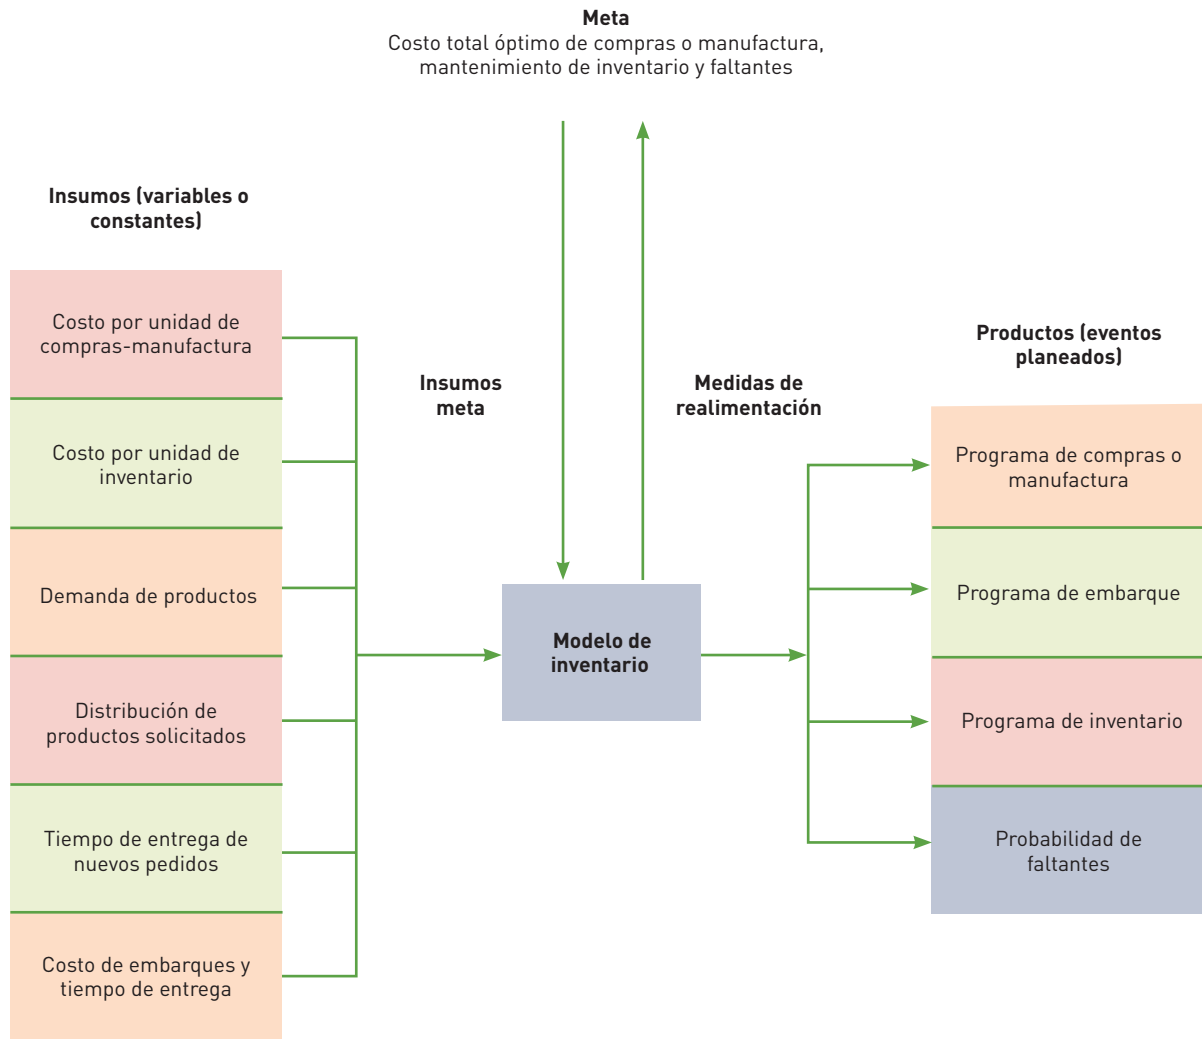 Meta
Costo total óptimo de compras o manufactura,
mantenimiento de inventario y faltantes
Insumos (variables o
constantes)
Costo por unidad de
compras-manufactura
Costo por unidad de
inventario
Demanda de productos
Distribución de
productos solicitados
Tiempo de entrega de
nuevos pedidos
Costo de embarques y
tiempo de entrega
Insumos
meta
Medidas de
realimentación
Modelo de
inventario
Productos (eventos
planeados)
Programa de compras o
manufactura
Programa de embarque
Programa de inventario
Probabilidad de
faltantes